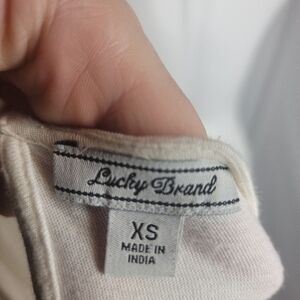 Lucky Brand
XS
MADE IN
INDIA